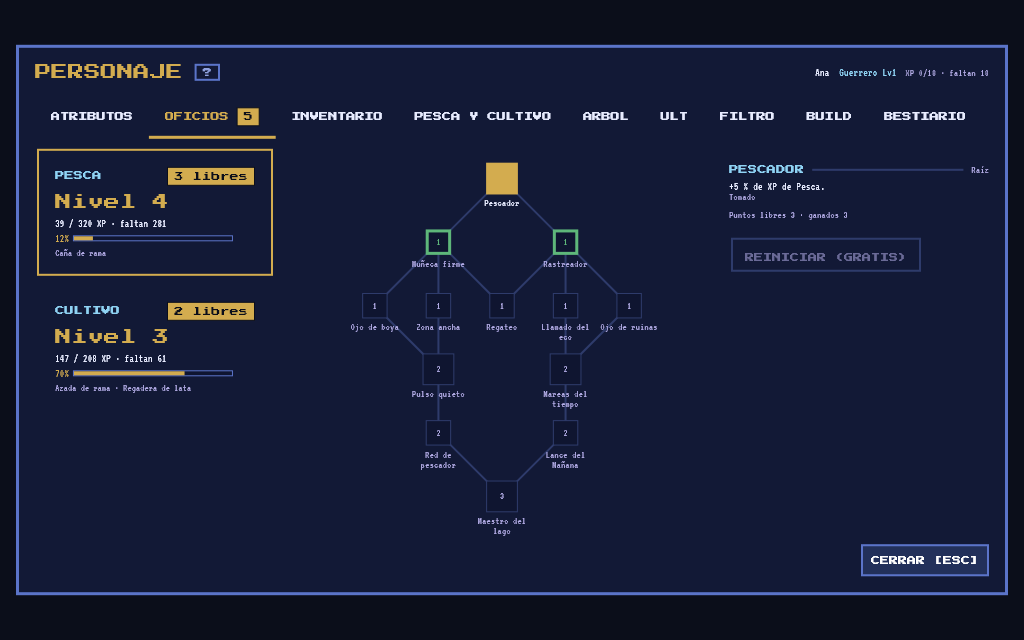 PERSONAJE ?
Ana Guerrero Lv1 XP 0/10 · faltan 10
ATRIBUTOS OFICIOS 5 INVENTARIO PESCA Y CULTIVO ARBOL ULT FILTRO BUILD BESTIARIO
PESCA 3 libres
Nivel 4
39 / 320 XP · faltan 281
12%
Caña de rama
CULTIVO 2 libres
Nivel 3
147 / 208 XP · faltan 61
70%
Azada de rama · Regadera de lata
Pescador
1 1
Muñeca firme Rastreador
1 1 1 1 1
Ojo de boya Zona ancha Regateo Llamado del eco Ojo de ruinas
2 2
Pulso quieto Mareas del tiempo
2 2
Red de pescador Lance del Mañana
3
Maestro del
lago
PESCADOR Raíz
+5 % de XP de Pesca.
Tomado
Puntos libres 3 · ganados 3
REINICIAR (GRATIS)
CERRAR [ESC]